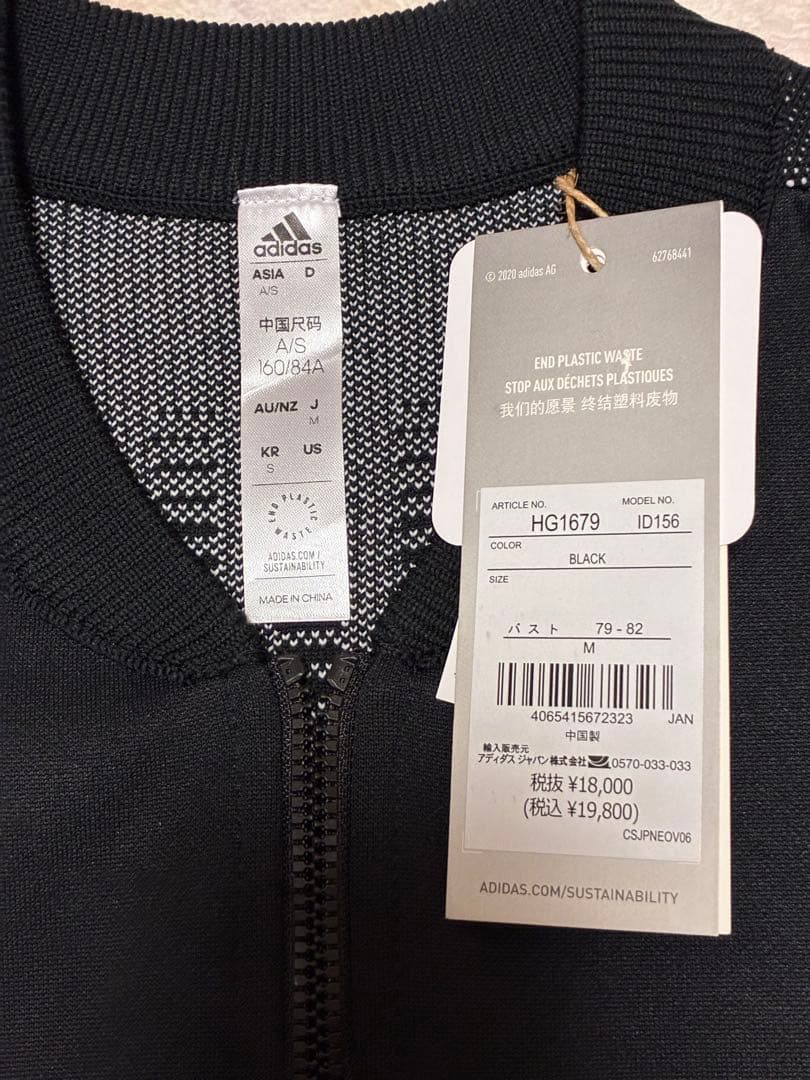 adidas
ASIA D
A/S
中国尺码
A/S
160/84A
AU/NZ J
M
KR US
S
END PLASTIC WASTE
ADIDAS.COM/
SUSTAINABILITY
MADE IN CHINA
© 2020 adidas AG 62768441
END PLASTIC WASTE
STOP AUX DÉCHETS PLASTIQUES
我们的愿景 终结塑料废物
ARTICLE NO. MODEL NO.
HG1679 ID156
COLOR
BLACK
SIZE
バスト 79-82
M
4065415672323 JAN
中国製
輸入販売元
アディダス ジャパン株式会社 0570-033-033
税抜 ¥18,000
(税込 ¥19,800)
CSJPNEOV06
ADIDAS.COM/SUSTAINABILITY